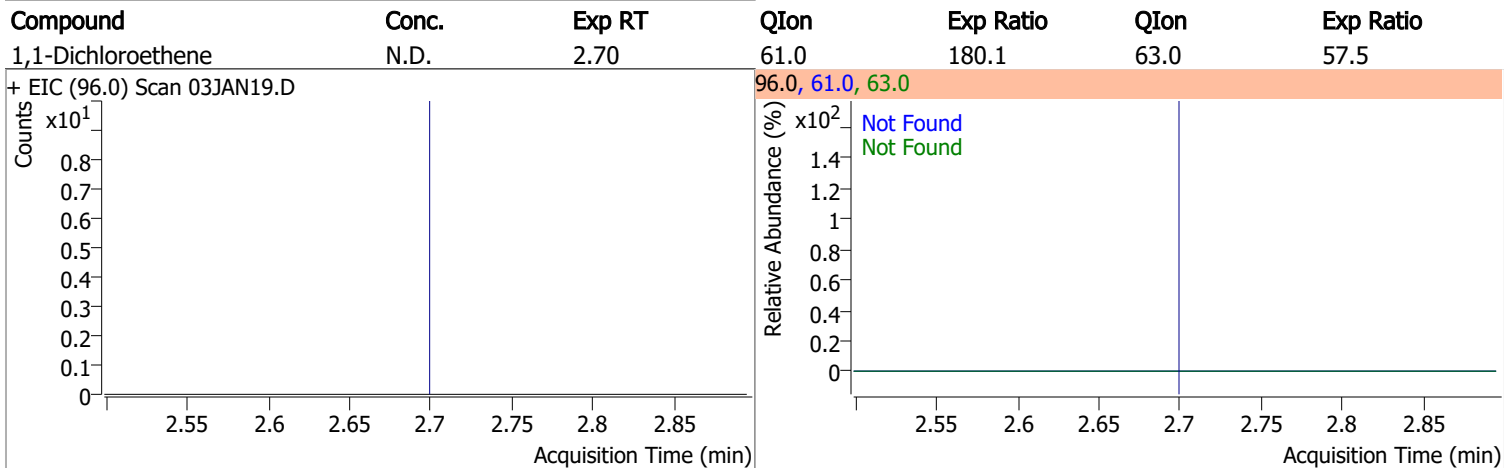 Compound Conc. Exp RT QIon Exp Ratio QIon Exp Ratio
1,1-Dichloroethene N.D. 2.70 61.0 180.1 63.0 57.5
+ EIC (96.0) Scan 03JAN19.D
Counts
x10¹
0.8
0.7
0.6
0.5
0.4
0.3
0.2
0.1
0
2.55 2.6 2.65 2.7 2.75 2.8 2.85
Acquisition Time (min)
96.0, 61.0, 63.0
Relative Abundance (%)
x10²
Not Found
Not Found
1.4
1.2
1
0.8
0.6
0.4
0.2
0
2.55 2.6 2.65 2.7 2.75 2.8 2.85
Acquisition Time (min)